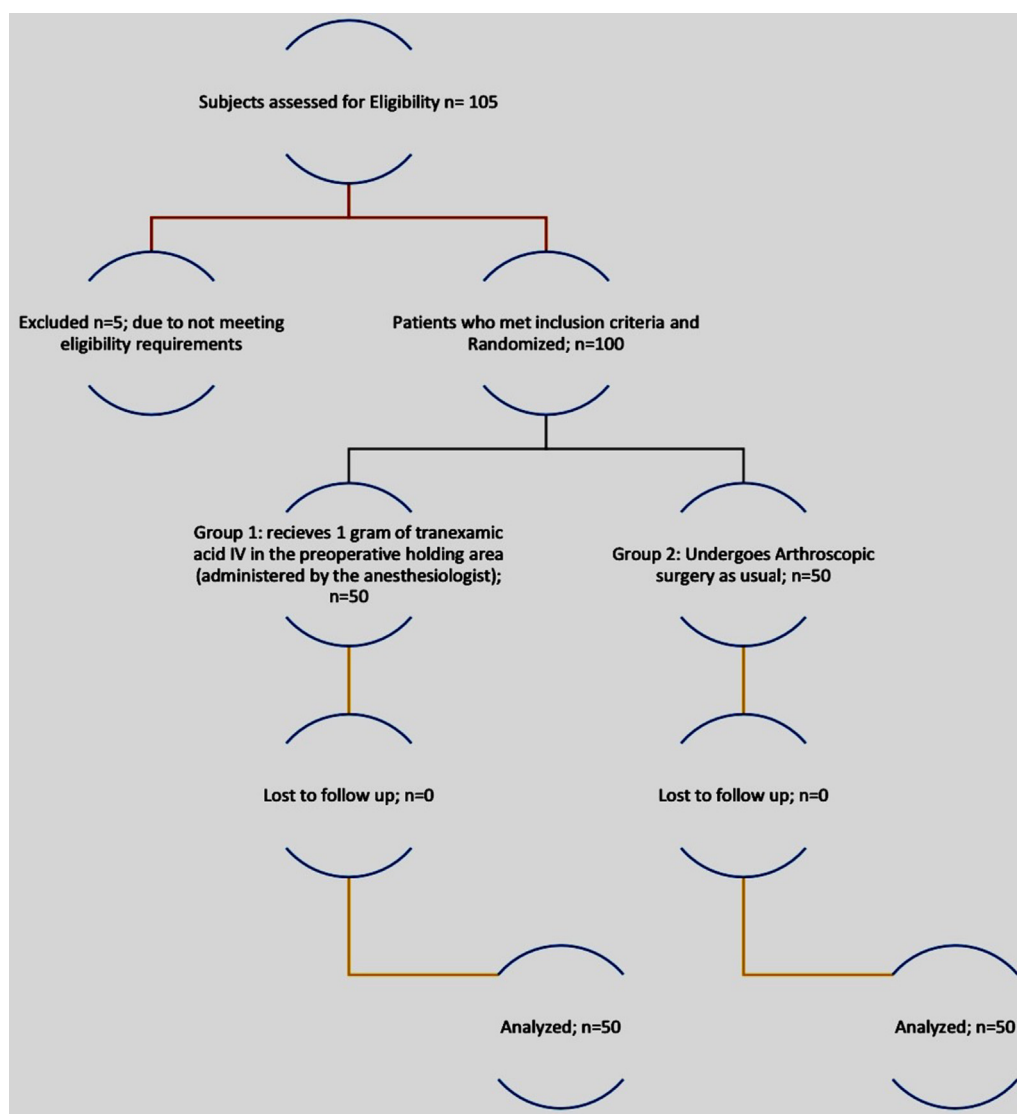 Subjects assessed for Eligibility n= 105
Excluded n=5; due to not meeting
eligibility requirements
Patients who met inclusion criteria and
Randomized; n=100
Group 1: recieves 1 gram of tranexamic
acid IV in the preoperative holding area
(administered by the anesthesiologist);
n=50
Group 2: Undergoes Arthroscopic
surgery as usual; n=50
Lost to follow up; n=0
Lost to follow up; n=0
Analyzed; n=50
Analyzed; n=50